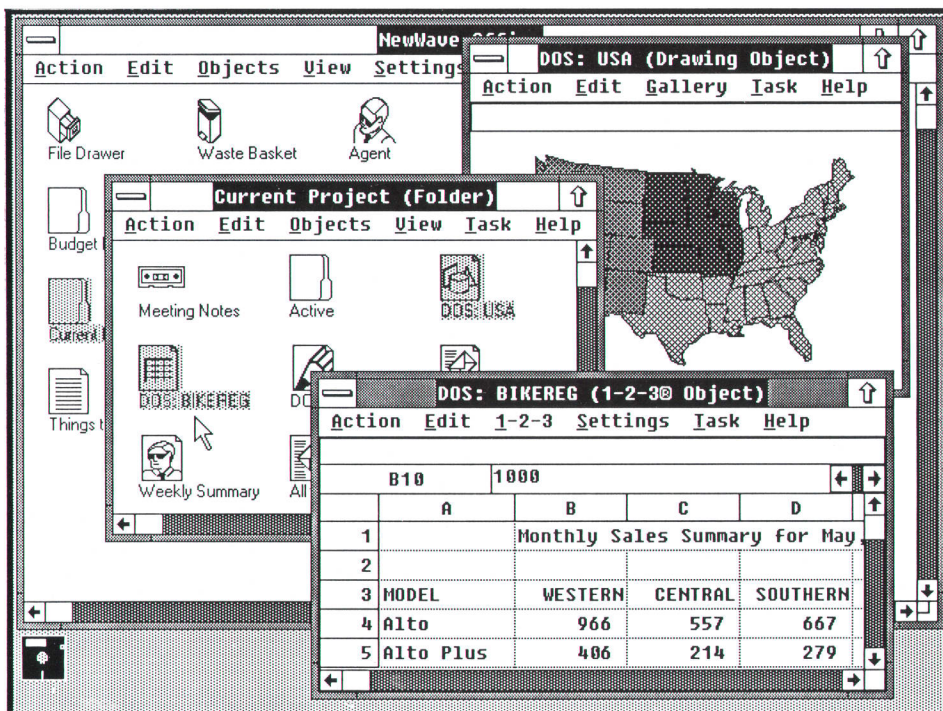 NewWave Offi
Action Edit Objects View Settings
File Drawer Waste Basket Agent
Budget
Current
Things t
DOS: USA (Drawing Object)
Action Edit Gallery Task Help
Current Project (Folder)
Action Edit Objects View Task Help
Meeting Notes Active DOS: USA
DOS: BIKEREG DO
Weekly Summary All
DOS: BIKEREG (1-2-3® Object)
Action Edit 1-2-3 Settings Task Help
B10 1000
A B C D
1 Monthly Sales Summary for May
2
3 MODEL WESTERN CENTRAL SOUTHERN
4 Alto 966 557 667
5 Alto Plus 406 214 279